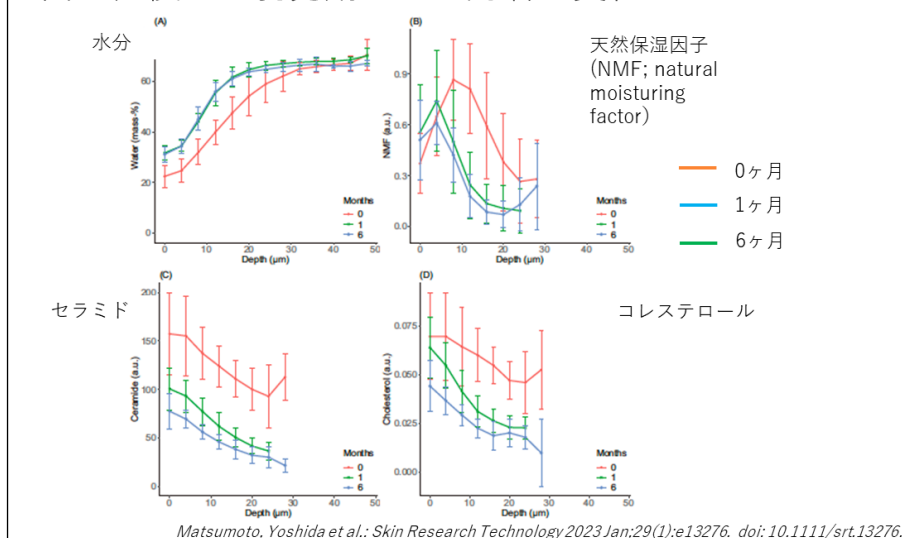 (A)
水分
Water (mass-%)
60
40
20
0
0
10
20
30
40
50
Depth (μm)
Months
0
1
6
(B)
天然保湿因子
(NMF; natural
moisturing
factor)
NMF (a.u.)
0.9
0.6
0.3
0.0
0
10
20
30
40
50
Depth (μm)
Months
0
1
6
0ヶ月
1ヶ月
6ヶ月
(C)
セラミド
Ceramide (a.u.)
200
150
100
50
0
0
10
20
30
40
50
Depth (μm)
Months
0
1
6
(D)
コレステロール
Cholesterol (a.u.)
0.075
0.050
0.025
0.000
0
10
20
30
40
50
Depth (μm)
Months
0
1
6
Matsumoto, Yoshida et al.; Skin Research Technology 2023 Jan;29(1):e13276. doi: 10.1111/srt.13276.